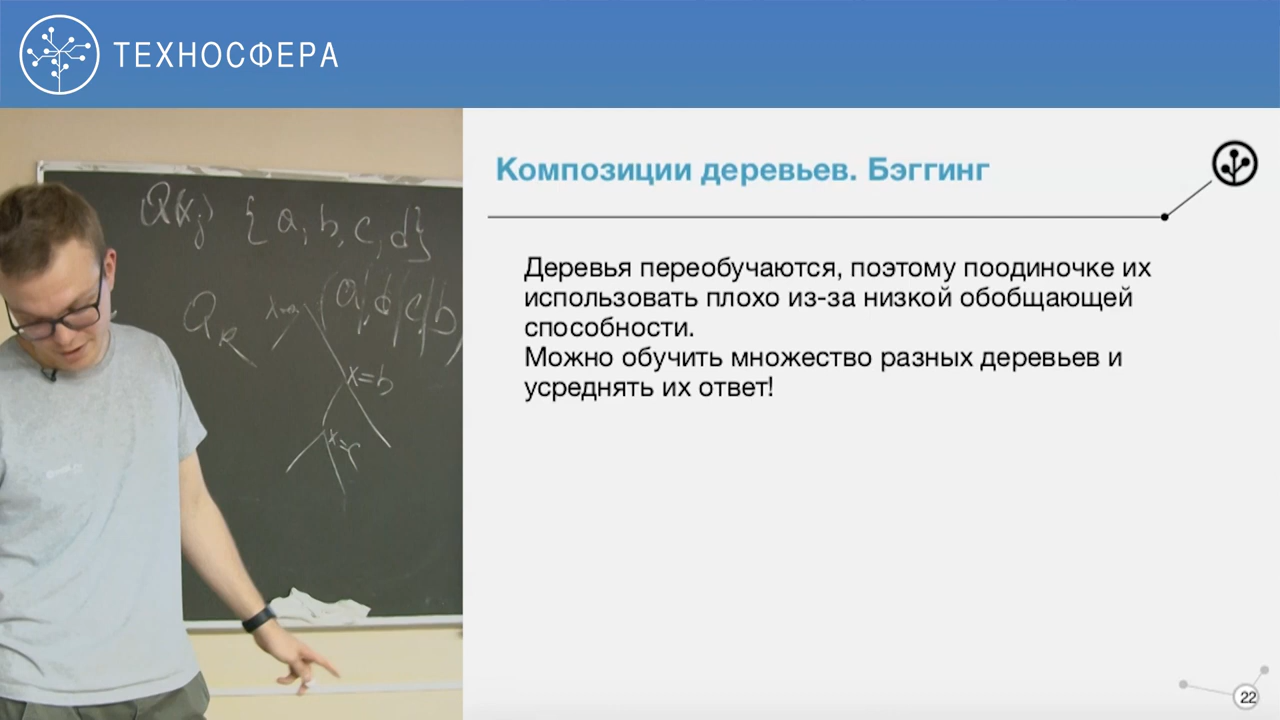 ТЕХНОСФЕРА
Q(x_j) {a, b, c, d}
x=b
Композиции деревьев. Бэггинг
Деревья переобучаются, поэтому поодиночке их
использовать плохо из-за низкой обобщающей
способности.
Можно обучить множество разных деревьев и
усреднять их ответ!
22